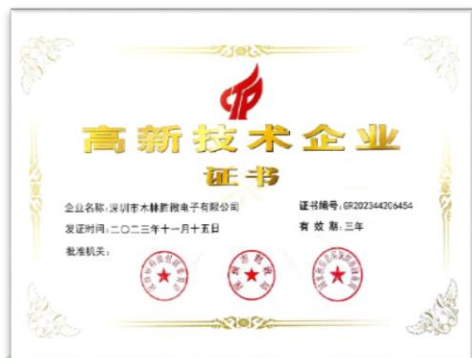 高新技术企业
证书
企业名称:深圳市木林胜微电子有限公司
证书编号:GR202344206454
发证时间:二〇二三年十一月十五日
有 效 期:三年
批准机关: